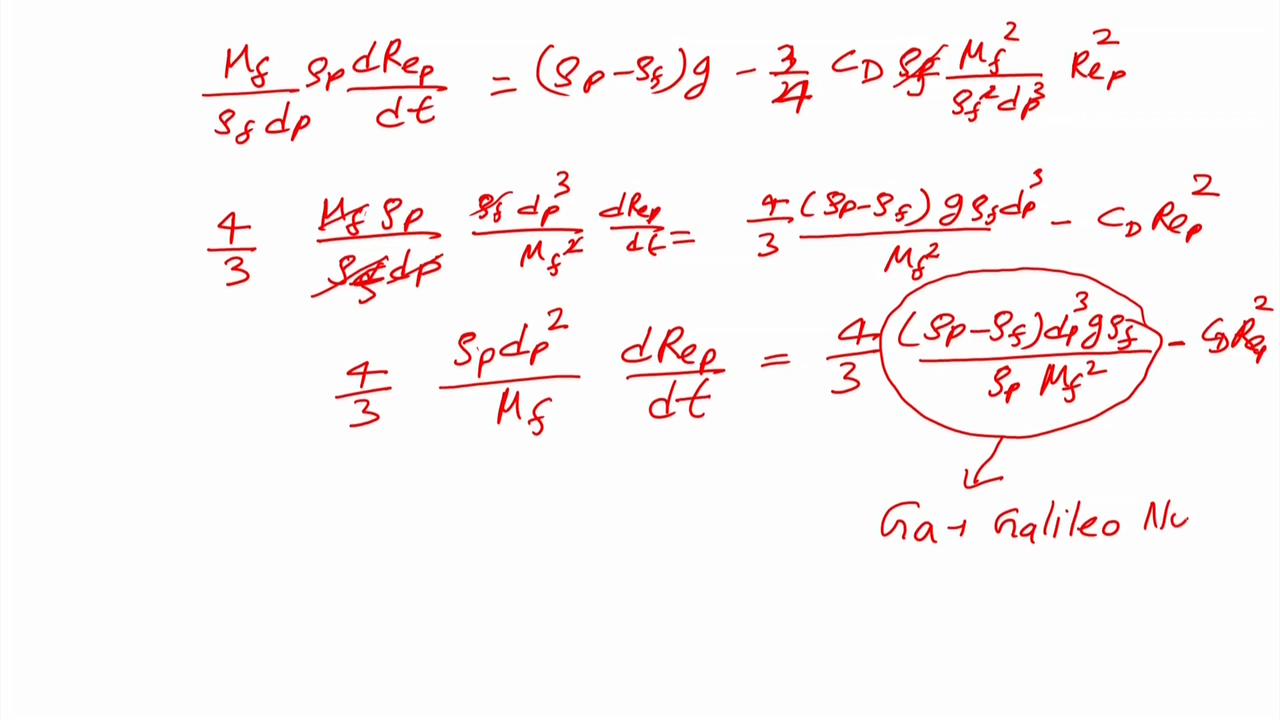 μf/(ρf dp) ρp dRep/dt = (ρp-ρf)g - 3/4 CD ρf μf²/(ρf² dp³) Rep²
4/3 μf ρp/(ρf dp) ρf dp³/μf² dRep/dt = 4/3 (ρp-ρf) g ρf dp³/μf² - CD Rep²
4/3 ρp dp²/μf dRep/dt = 4/3 (ρp-ρf) dp³ g ρf/(ρp μf²) - CD Rep²
Ga → Galileo No